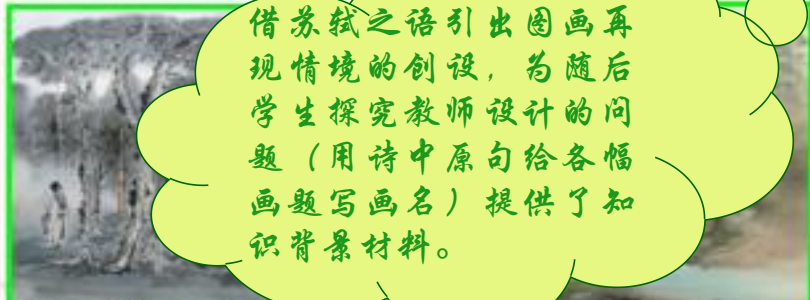 借苏轼之语引出图画再
现情境的创设，为随后
学生探究教师设计的问
题（用诗中原句给各幅
画题写画名）提供了知
识背景材料。